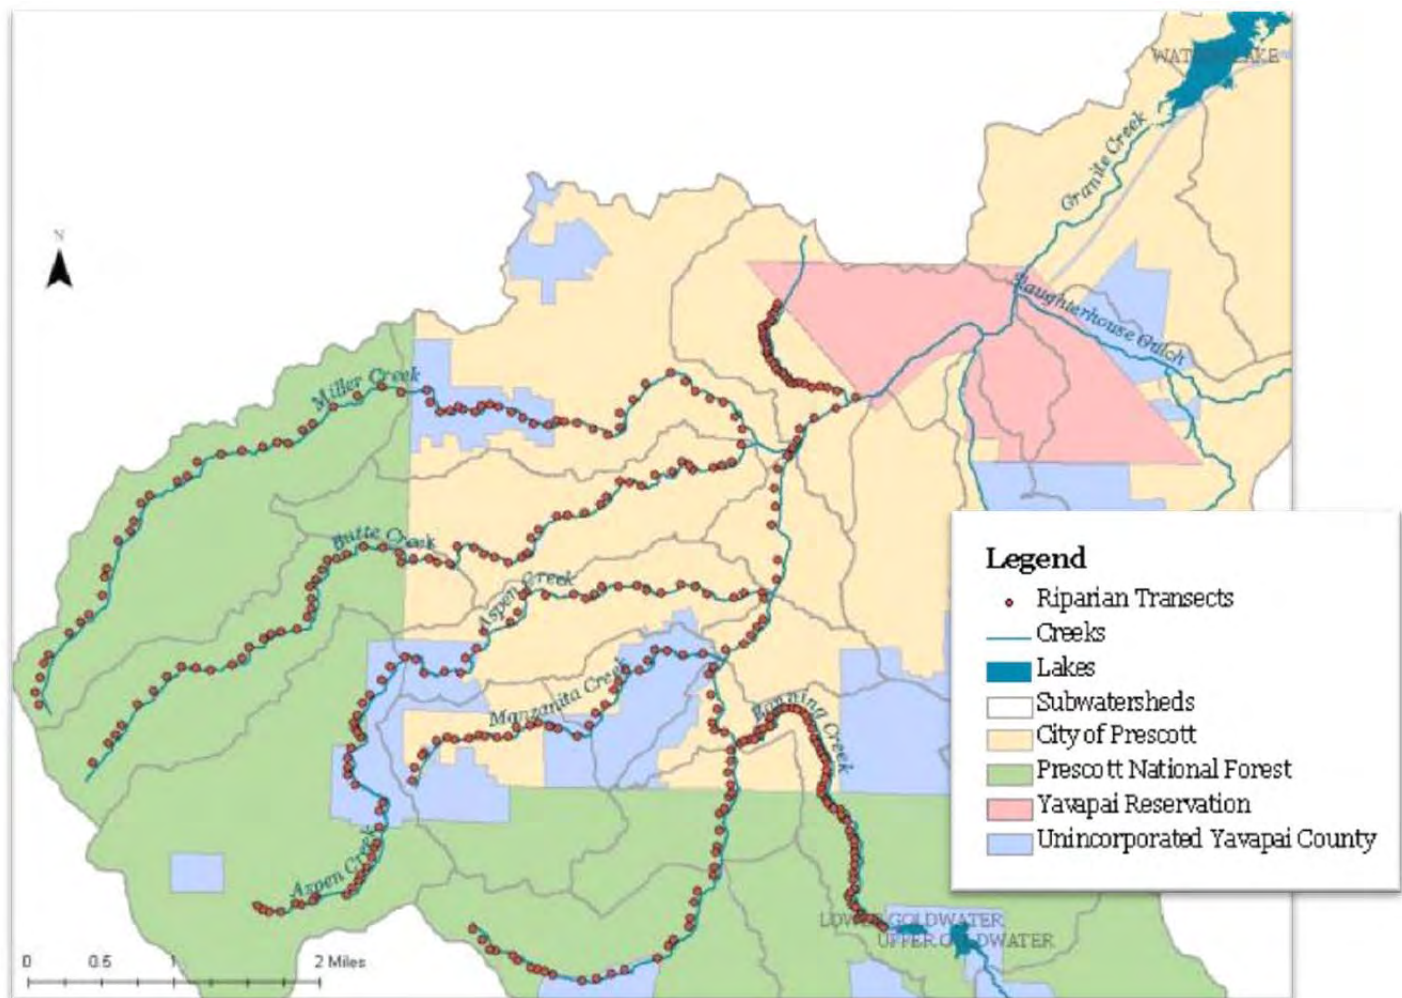 WATSON LAKE
Granite Creek
N
Slaughterhouse Gulch
Miller Creek
Butte Creek
Aspen Creek
Manzanita Creek
Banning Creek
Aspen Creek
LOWER GOLDWATER
UPPER GOLDWATER
0 0.5 1 2 Miles
Legend
Riparian Transects
Creeks
Lakes
Subwatersheds
City of Prescott
Prescott National Forest
Yavapai Reservation
Unincorporated Yavapai County